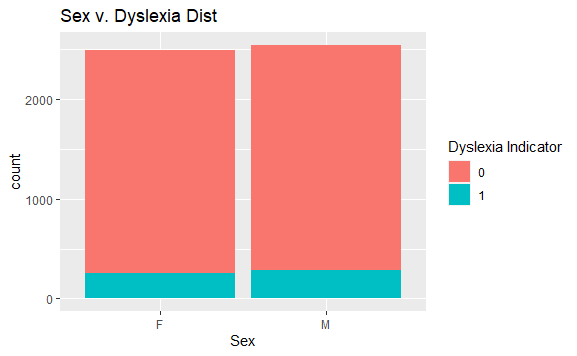 Sex v. Dyslexia Dist
2000
1000
0
count
F
M
Sex
Dyslexia Indicator
0
1